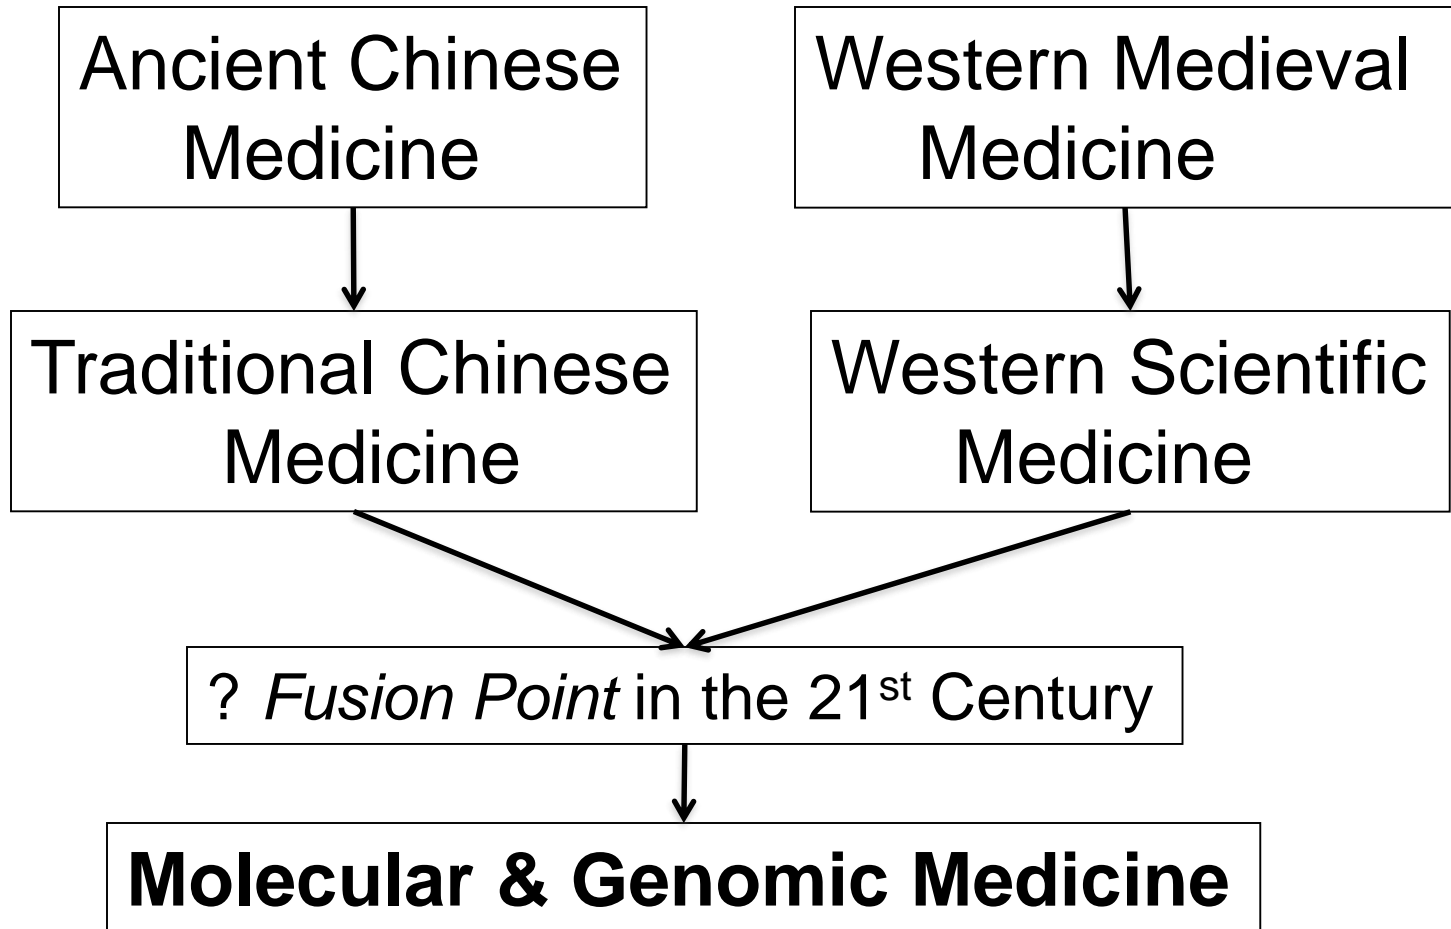 Ancient Chinese
Medicine
Western Medieval
Medicine
Traditional Chinese
Medicine
Western Scientific
Medicine
? Fusion Point in the 21st Century
Molecular & Genomic Medicine